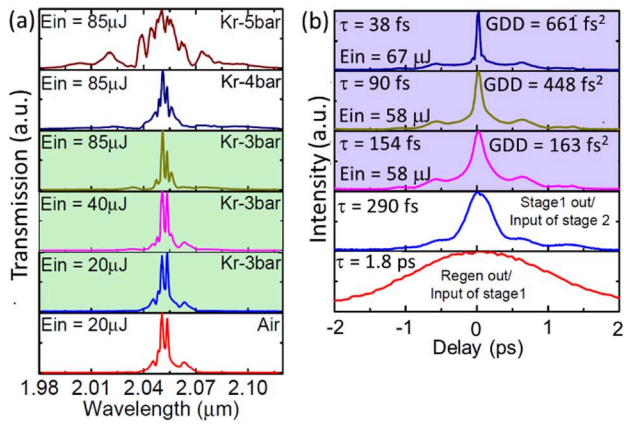 (a)
Ein = 85μJ Kr-5bar
Ein = 85μJ Kr-4bar
Ein = 85μJ Kr-3bar
Ein = 40μJ Kr-3bar
Ein = 20μJ Kr-3bar
Ein = 20μJ Air
Transmission (a.u.)
1.98 2.01 2.04 2.07 2.10
Wavelength (μm)
(b)
τ = 38 fs GDD = 661 fs²
Ein = 67 μJ
τ = 90 fs GDD = 448 fs²
Ein = 58 μJ
τ = 154 fs GDD = 163 fs²
Ein = 58 μJ
τ = 290 fs Stage1 out/
Input of stage 2
τ = 1.8 ps Regen out/
Input of stage1
Intensity (a.u.)
-2 -1 0 1 2
Delay (ps)